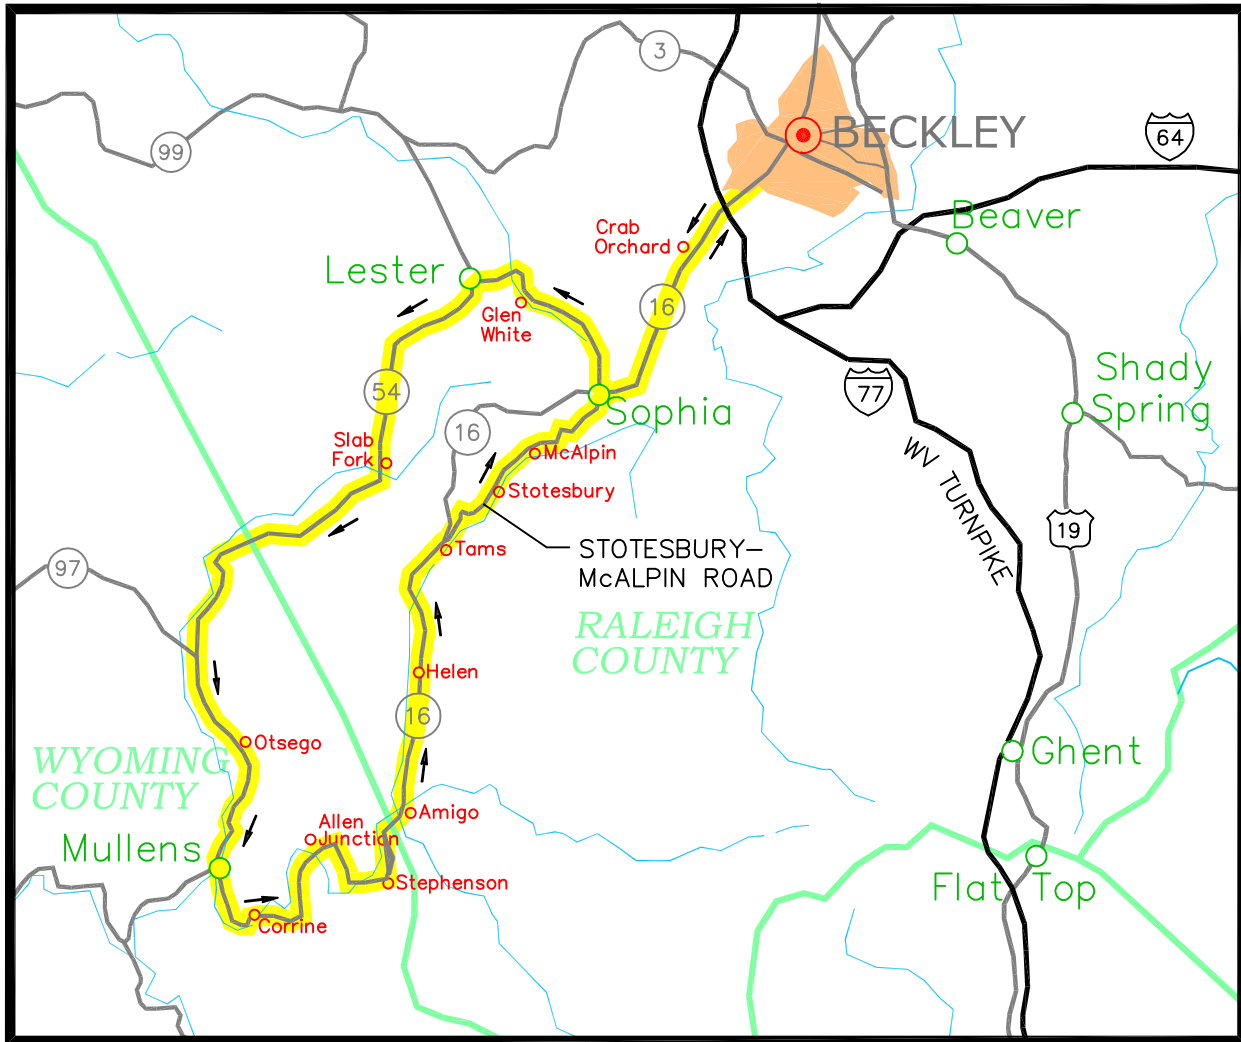 3
BECKLEY
64
99
Beaver
Crab
Orchard
Lester
16
Glen
White
Shady
Spring
77
54
Sophia
16
Slab
Fork
McAlpin
WV TURNPIKE
Stotesbury
19
Tams
STOTESBURY–
McALPIN ROAD
97
RALEIGH
COUNTY
Helen
16
Otsego
WYOMING
COUNTY
Ghent
Amigo
Allen
Junction
Mullens
Stephenson
Flat Top
Corrine